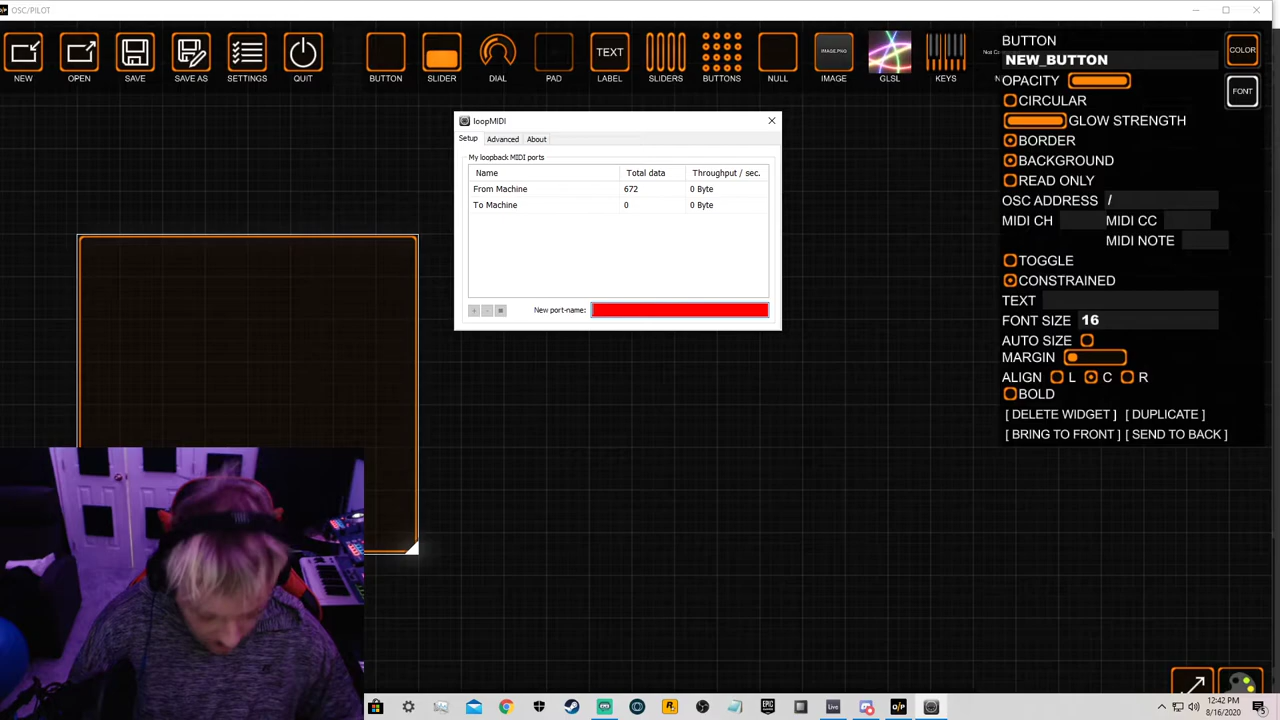 OSC/PILOT
NEW
OPEN
SAVE
SAVE AS
SETTINGS
QUIT
BUTTON
SLIDER
DIAL
PAD
TEXT
LABEL
SLIDERS
BUTTONS
NULL
IMAGE.PNG
IMAGE
GLSL
KEYS
BUTTON
NEW_BUTTON
COLOR
OPACITY
FONT
CIRCULAR
GLOW STRENGTH
BORDER
BACKGROUND
READ ONLY
OSC ADDRESS /
MIDI CH MIDI CC
MIDI NOTE
TOGGLE
CONSTRAINED
TEXT
FONT SIZE 16
AUTO SIZE
MARGIN
ALIGN L C R
BOLD
[ DELETE WIDGET ] [ DUPLICATE ]
[ BRING TO FRONT ] [ SEND TO BACK ]
loopMIDI
Setup Advanced About
My loopback MIDI ports
Name Total data Throughput / sec.
From Machine 672 0 Byte
To Machine 0 0 Byte
+ -
New port-name:
Live
O/P
12:42 PM
8/16/2020
5